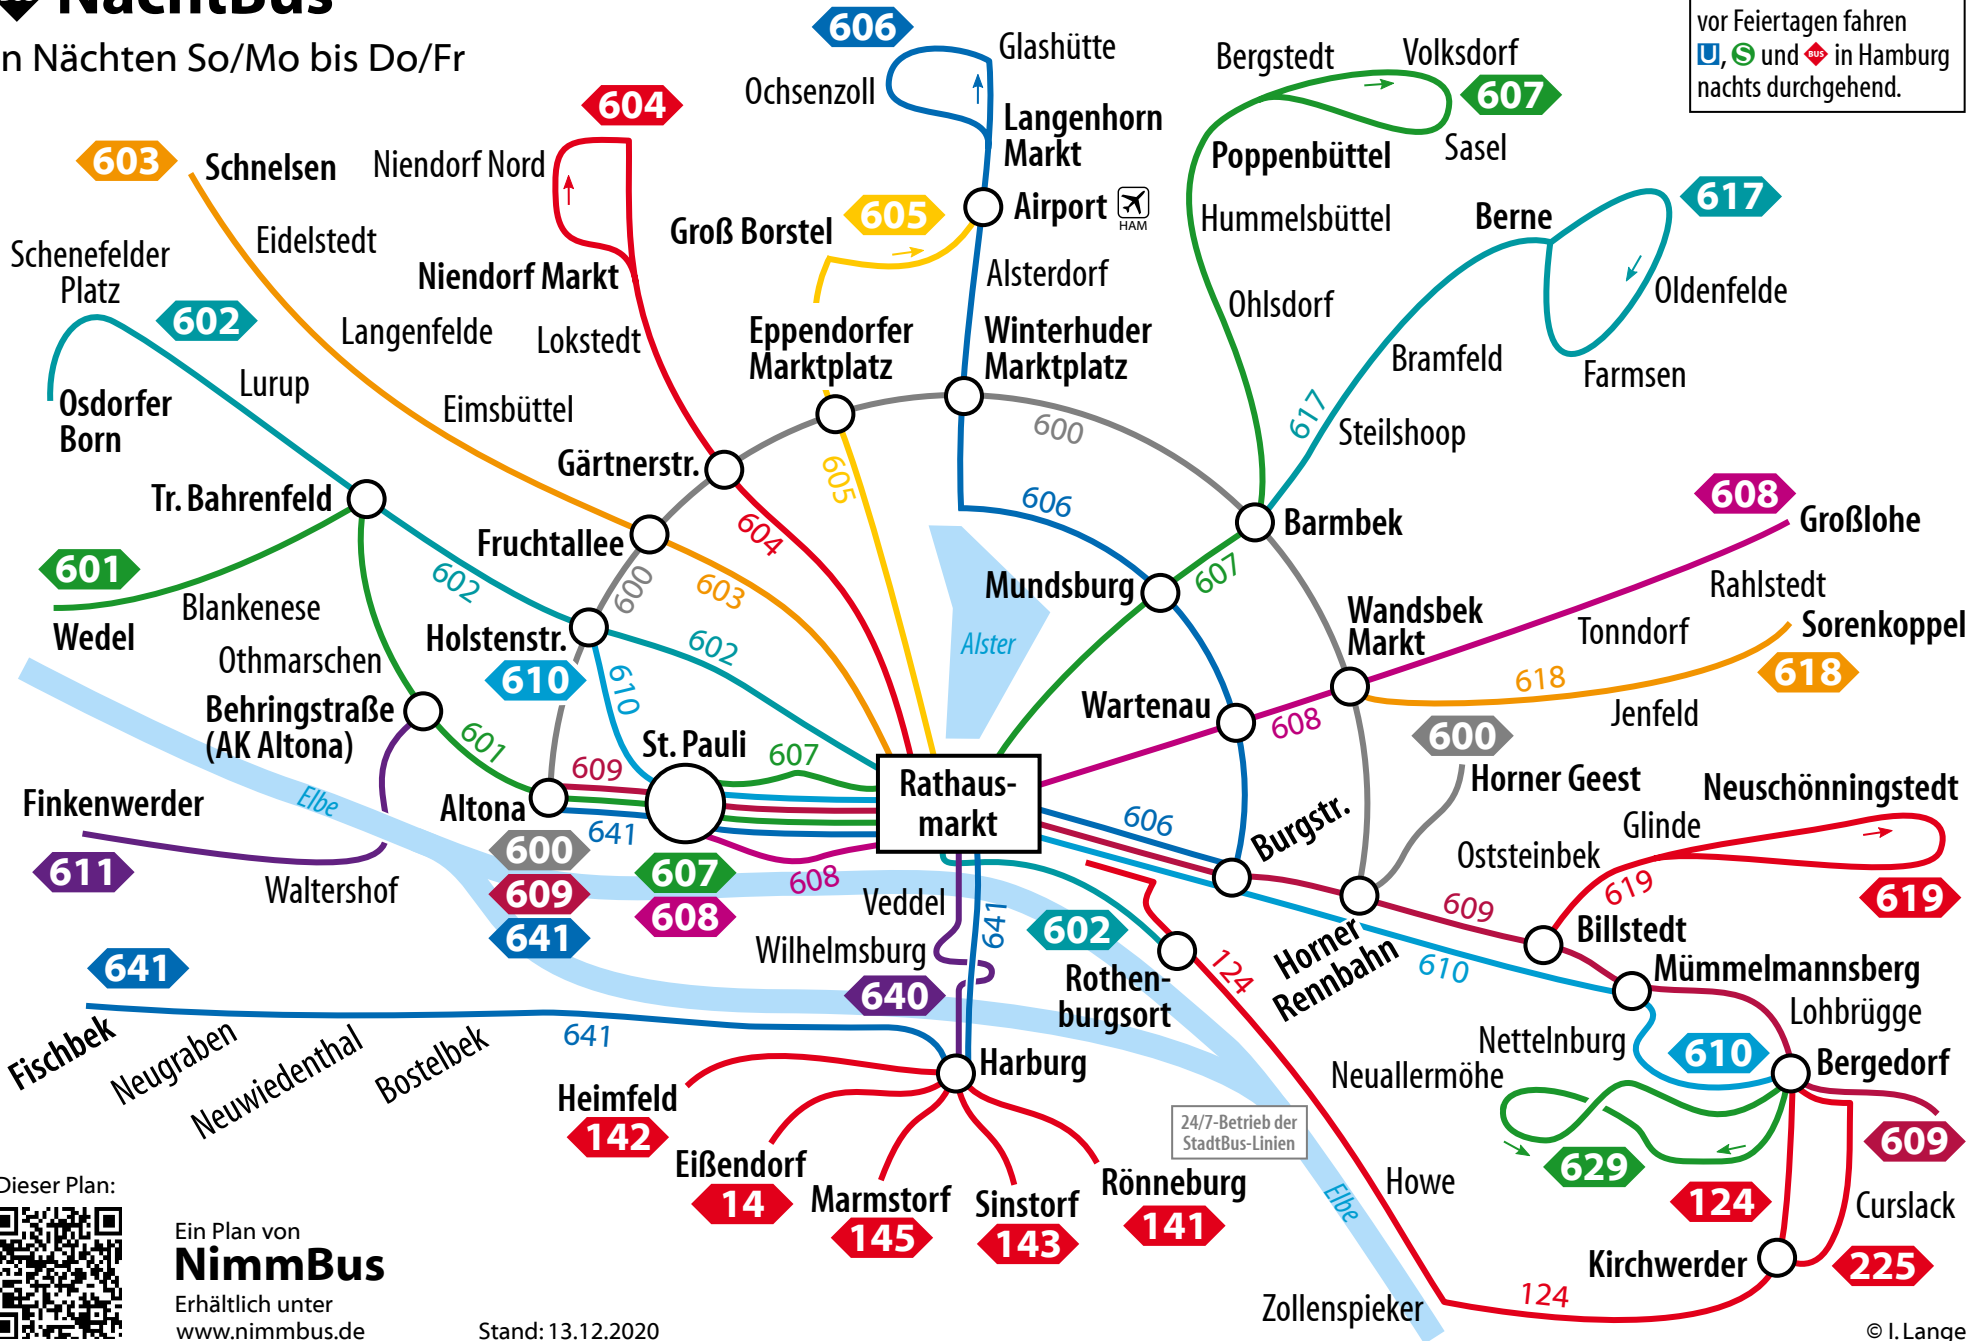 NachtBus
n Nächten So/Mo bis Do/Fr
vor Feiertagen fahren
U, S und BUS in Hamburg
nachts durchgehend.
606
Glashütte
Ochsenzoll
Langenhorn
Markt
Bergstedt
Volksdorf
607
Poppenbüttel
Sasel
604
Niendorf Nord
603
Schnelsen
605
Groß Borstel
Airport
HAM
Hummelsbüttel
Berne
617
Schenefelder
Platz
Eidelstedt
Niendorf Markt
Alsterdorf
Ohlsdorf
Oldenfelde
602
Langenfelde
Lokstedt
Eppendorfer
Marktplatz
Winterhuder
Marktplatz
Bramfeld
Farmsen
Lurup
Osdorfer
Born
Eimsbüttel
600
617
Steilshoop
Gärtnerstr.
605
606
Tr. Bahrenfeld
604
Barmbek
608
Großlohe
Fruchtallee
601
602
600
603
Mundsburg
607
Rahlstedt
Blankenese
Wedel
Wandsbek
Markt
Tonndorf
Sorenkoppel
Holstenstr.
602
Alster
Othmarschen
610
610
618
618
Behringstraße
(AK Altona)
Wartenau
608
Jenfeld
601
St. Pauli
607
600
Horner Geest
Neuschönningstedt
609
Rathaus-
markt
Finkenwerder
Elbe
Altona
641
606
Burgstr.
Glinde
Oststeinbek
600
611
607
608
619
619
Waltershof
609
608
Veddel
641
609
641
Wilhelmsburg
602
Billstedt
641
640
Rothen-
burgsort
124
Horner
Rennbahn
610
Mümmelmannsberg
Lohbrügge
Fischbek
Neugraben
Neuwiedenthal
Bostelbek
641
Harburg
Nettelnburg
610
Bergedorf
Neuallermöhe
Heimfeld
142
24/7-Betrieb der
StadtBus-Linien
609
Eißendorf
14
629
Marmstorf
145
Sinstorf
143
Rönneburg
141
Elbe
Howe
124
Curslack
Kirchwerder
225
124
Zollenspieker
Dieser Plan:
Ein Plan von
NimmBus
Erhältlich unter
www.nimmbus.de
Stand: 13.12.2020
© I. Lange